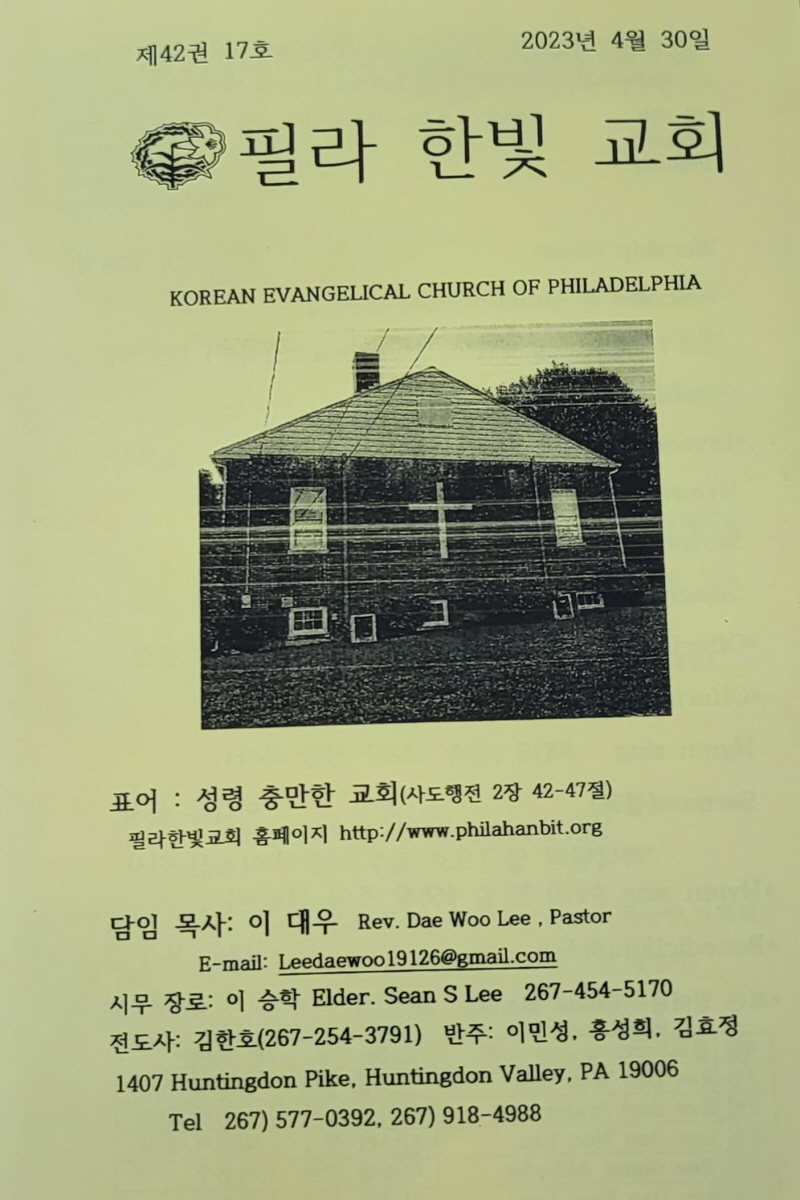 제42권 17호 2023년 4월 30일
필라 한빛 교회
KOREAN EVANGELICAL CHURCH OF PHILADELPHIA
표어 : 성령 충만한 교회(사도행전 2장 42-47절)
필라한빛교회 홈페이지 http://www.philahanbit.org
담임 목사: 이 대우 Rev. Dae Woo Lee , Pastor
E-mail: Leedaewoo19126@gmail.com
시무 장로: 이 승학 Elder. Sean S Lee 267-454-5170
전도사: 김한호(267-254-3791) 반주: 이민성, 홍성희, 김효정
1407 Huntingdon Pike, Huntingdon Valley, PA 19006
Tel 267) 577-0392, 267) 918-4988